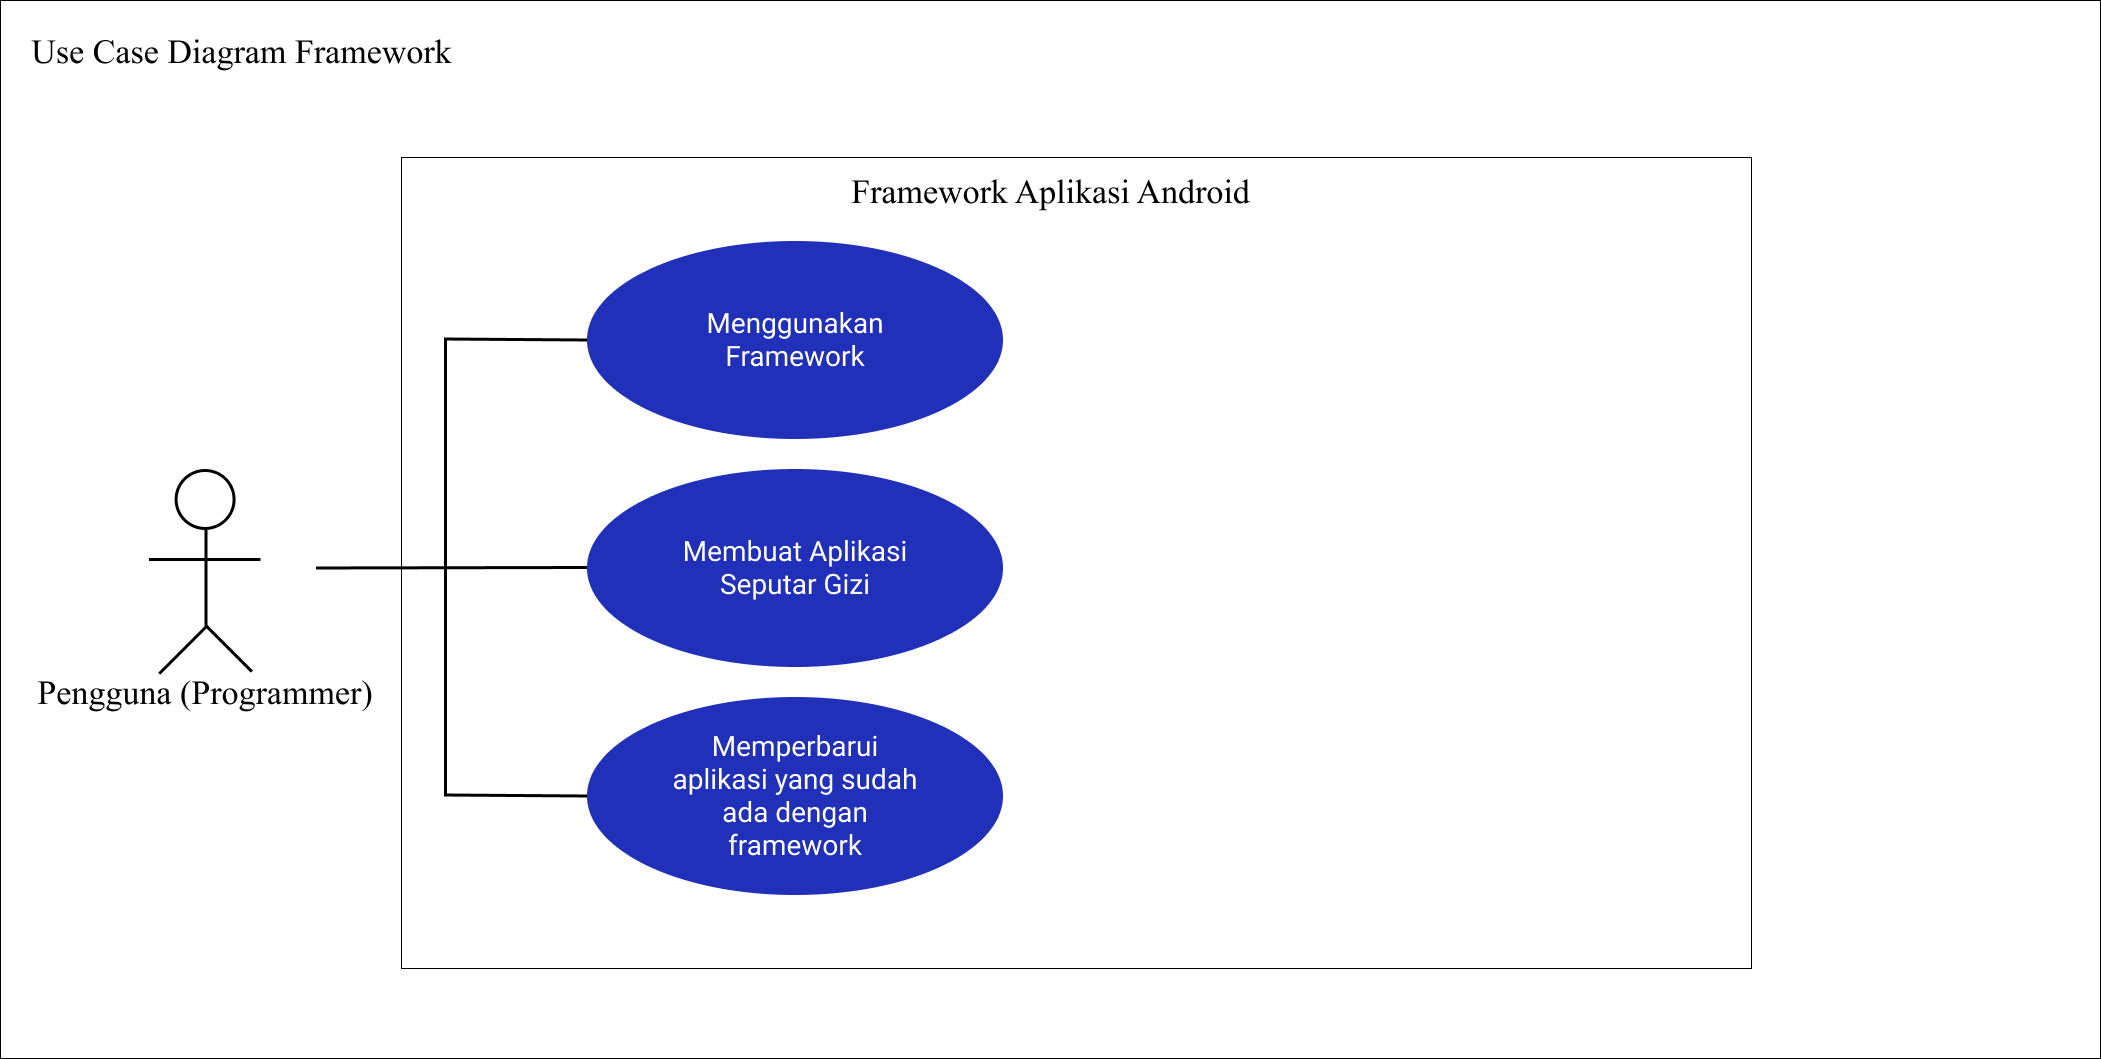 Use Case Diagram Framework
Framework Aplikasi Android
Menggunakan
Framework
Membuat Aplikasi
Seputar Gizi
Pengguna (Programmer)
Memperbarui
aplikasi yang sudah
ada dengan
framework